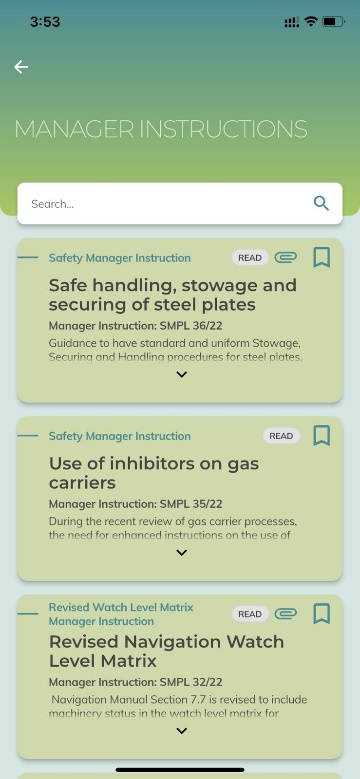 3:53
MANAGER INSTRUCTIONS
Search...
Safety Manager Instruction READ
Safe handling, stowage and
securing of steel plates
Manager Instruction: SMPL 36/22
Guidance to have standard and uniform Stowage,
Securing and Handling procedures for steel plates,
Safety Manager Instruction READ
Use of inhibitors on gas
carriers
Manager Instruction: SMPL 35/22
During the recent review of gas carrier processes,
the need for enhanced instructions on the use of
Revised Watch Level Matrix
Manager Instruction READ
Revised Navigation Watch
Level Matrix
Manager Instruction: SMPL 32/22
Navigation Manual Section 7.7 is revised to include
machinery status in the watch level matrix for